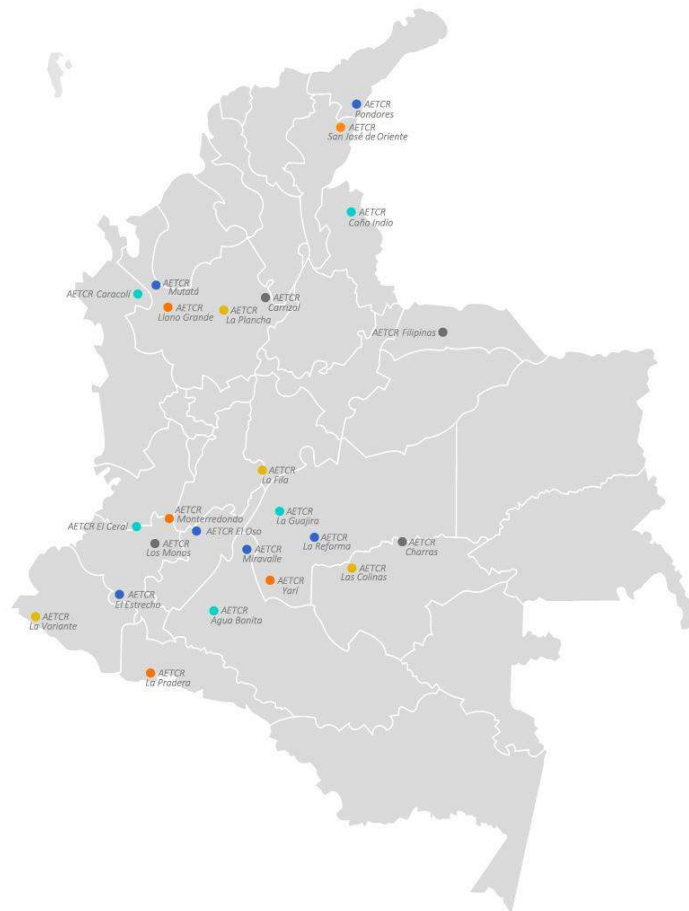 AETCR
Pondores
AETCR
San José de Oriente
AETCR
Caño Indio
AETCR
Mutatá
AETCR Caracolí
AETCR
Carrizal
AETCR
Llano Grande
AETCR
La Plancha
AETCR Filipinas
AETCR
La Fila
AETCR
La Guajira
AETCR
Monterredondo
AETCR El Ceral
AETCR El Oso
AETCR
La Reforma
AETCR
Charras
AETCR
Los Monos
AETCR
Miravalle
AETCR
Las Colinas
AETCR
Yarí
AETCR
El Estrecho
AETCR
Agua Bonita
AETCR
La Variante
AETCR
La Pradera